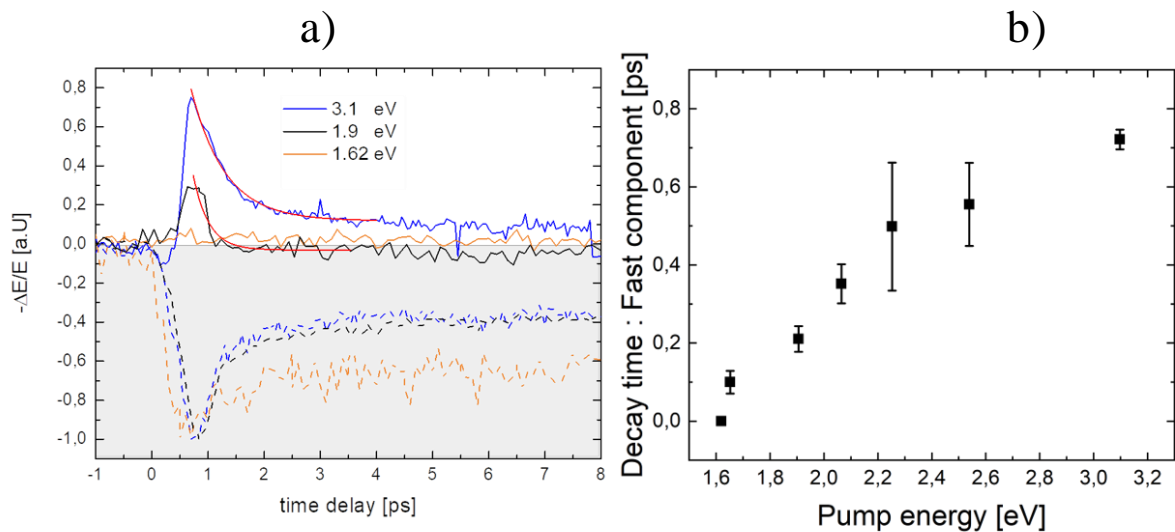 a)
-ΔE/E [a.U]
0,8
0,6
0,4
0,2
0,0
-0,2
-0,4
-0,6
-0,8
-1,0
3.1 eV
1.9 eV
1.62 eV
-1 0 1 2 3 4 5 6 7 8
time delay [ps]
b)
Decay time : Fast component [ps]
0,8
0,6
0,4
0,2
0,0
1,6 1,8 2,0 2,2 2,4 2,6 2,8 3,0 3,2
Pump energy [eV]